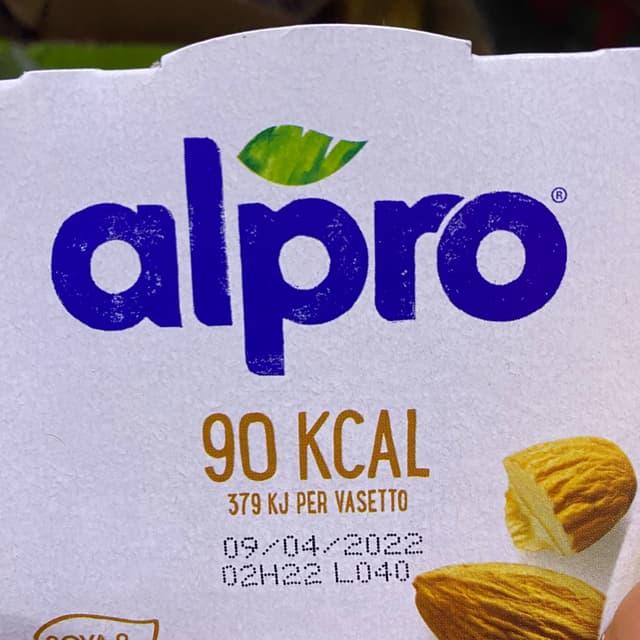 alpro®
90 KCAL
379 KJ PER VASETTO
09/04/2022
02H22 L040